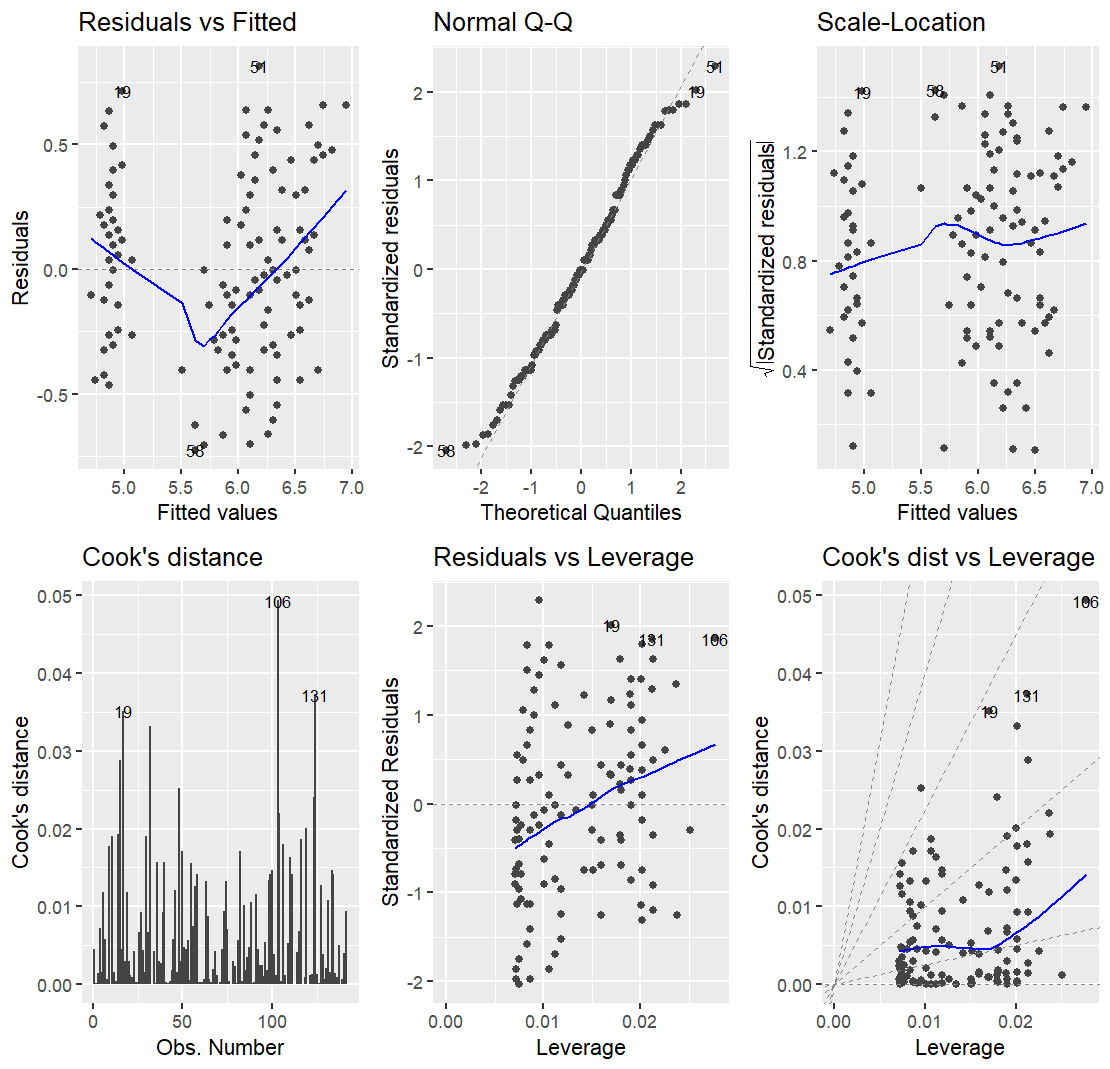 Residuals vs Fitted
Residuals
0.5
0.0
-0.5
51
19
58
5.0 5.5 6.0 6.5 7.0
Fitted values
Normal Q-Q
Standardized residuals
2
1
0
-1
-2
51
19
58
-2 -1 0 1 2
Theoretical Quantiles
Scale-Location
√|Standardized residuals|
1.2
0.8
0.4
51
58
19
5.0 5.5 6.0 6.5 7.0
Fitted values
Cook's distance
Cook's distance
0.05
0.04
0.03
0.02
0.01
0.00
106
131
19
0 50 100
Obs. Number
Residuals vs Leverage
Standardized Residuals
2
1
0
-1
-2
19
131
106
0.00 0.01 0.02
Leverage
Cook's dist vs Leverage
Cook's distance
0.05
0.04
0.03
0.02
0.01
0.00
106
131
19
0.00 0.01 0.02
Leverage